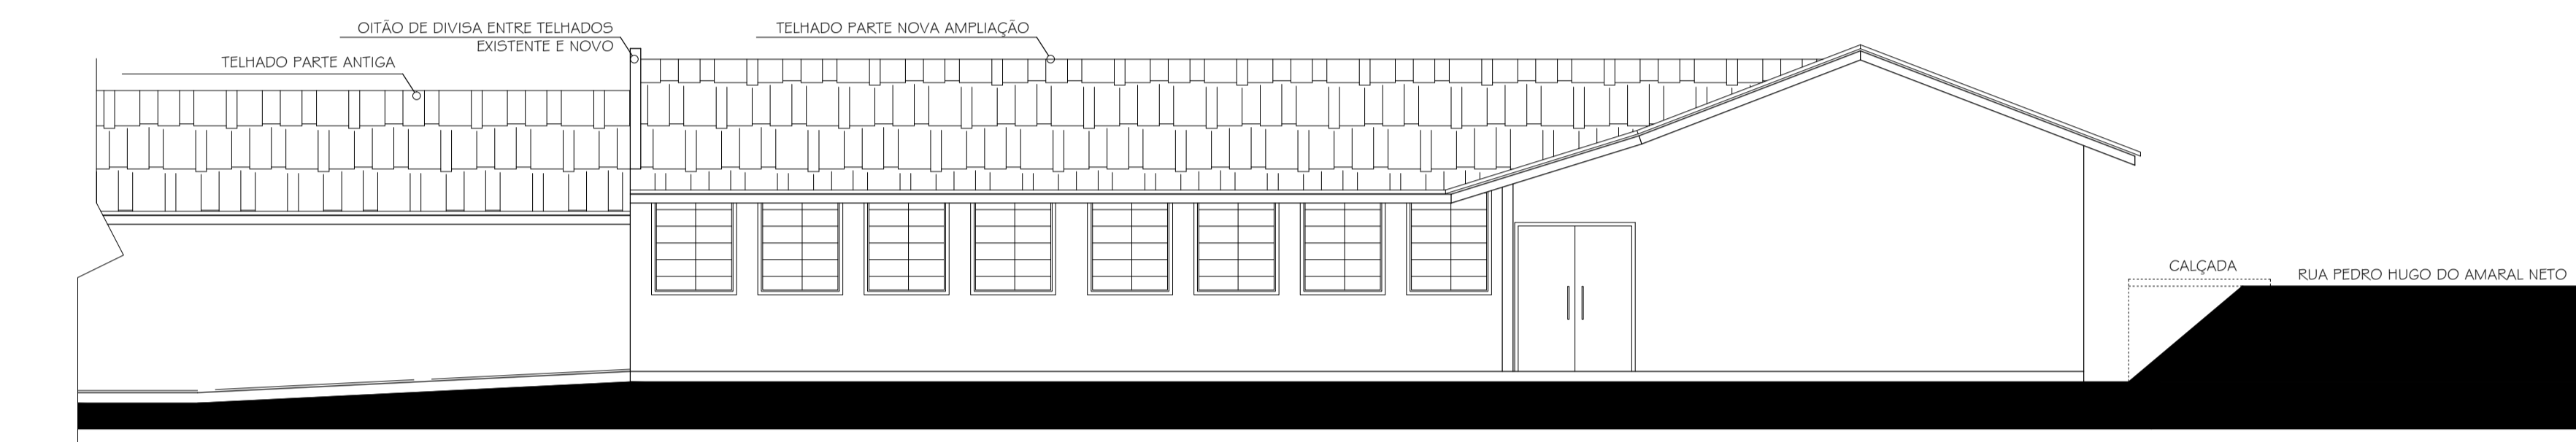 OITÃO DE DIVISA ENTRE TELHADOS
EXISTENTE E NOVO
TELHADO PARTE NOVA AMPLIAÇÃO
TELHADO PARTE ANTIGA
CALÇADA
RUA PEDRO HUGO DO AMARAL NETO